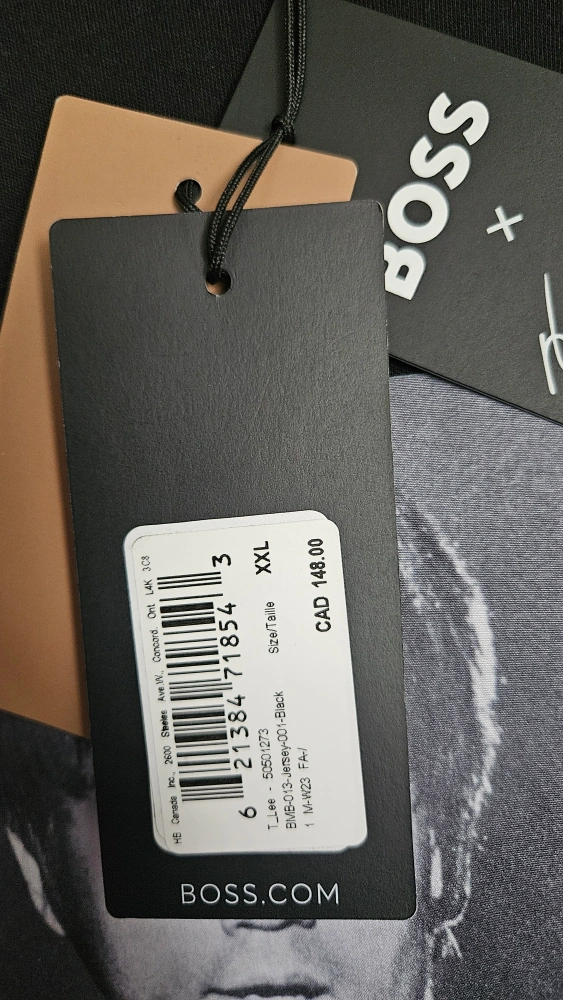 BOSS
×
HB Canada Inc., 2600 Steeles Ave.W., Concord, Ont L4K 3C8
6 21384 71854 3
T_Lee - 50501273
Size/Taille XXL
BMB-013-Jersey-001-Black
1 M-W23 FA-/
CAD 148.00
BOSS.COM